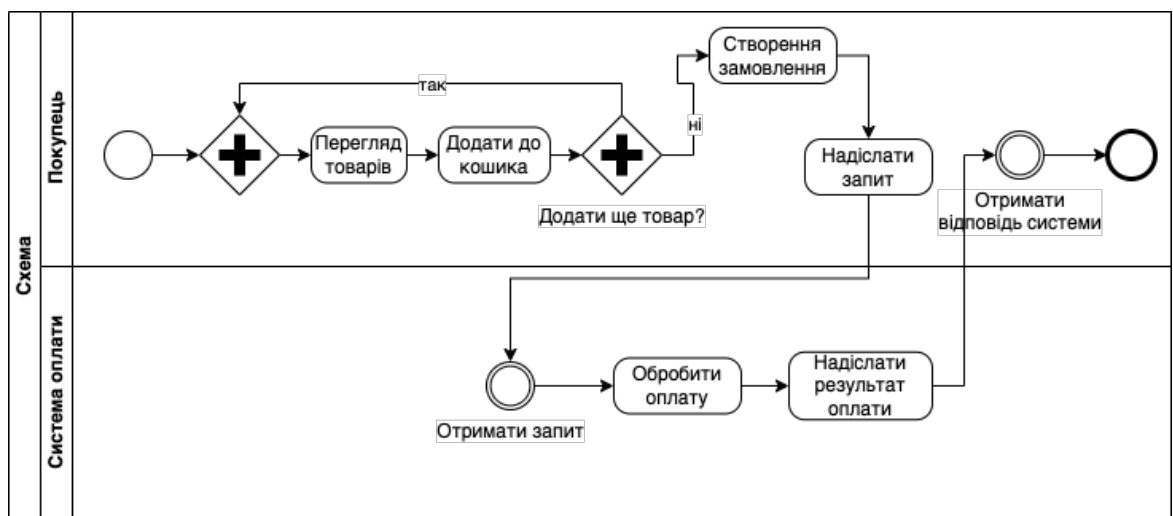 Схема
Покупець
Створення
замовлення
так
ні
Перегляд
товарів
Додати до
кошика
Додати ще товар?
Надіслати
запит
Отримати
відповідь системи
Система оплати
Отримати запит
Обробити
оплату
Надіслати
результат
оплати